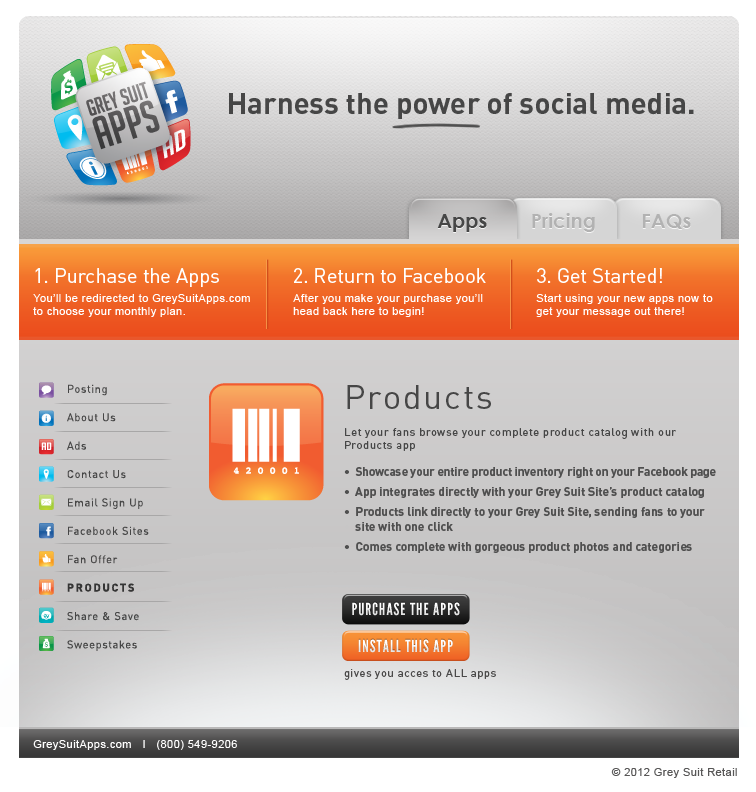 GREY SUIT
APPS
AD
Harness the power of social media.
Apps
Pricing
FAQs
1. Purchase the Apps
You'll be redirected to GreySuitApps.com
to choose your monthly plan.
2. Return to Facebook
After you make your purchase you'll
head back here to begin!
3. Get Started!
Start using your new apps now to
get your message out there!
Posting
About Us
AD
Ads
Contact Us
Email Sign Up
Facebook Sites
Fan Offer
PRODUCTS
Share & Save
Sweepstakes
420001
Products
Let your fans browse your complete product catalog with our
Products app
• Showcase your entire product inventory right on your Facebook page
• App integrates directly with your Grey Suit Site's product catalog
• Products link directly to your Grey Suit Site, sending fans to your
site with one click
• Comes complete with gorgeous product photos and categories
PURCHASE THE APPS
INSTALL THIS APP
gives you acces to ALL apps
GreySuitApps.com | (800) 549-9206
© 2012 Grey Suit Retail